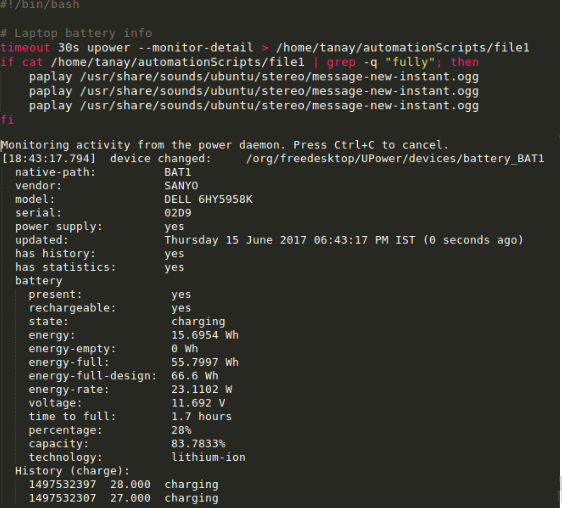 #!/bin/bash
# Laptop battery info
timeout 30s upower --monitor-detail > /home/tanay/automationScripts/file1
if cat /home/tanay/automationScripts/file1 | grep -q "fully"; then
    paplay /usr/share/sounds/ubuntu/stereo/message-new-instant.ogg
    paplay /usr/share/sounds/ubuntu/stereo/message-new-instant.ogg
    paplay /usr/share/sounds/ubuntu/stereo/message-new-instant.ogg
fi
Monitoring activity from the power daemon. Press Ctrl+C to cancel.
[18:43:17.794]  device changed:     /org/freedesktop/UPower/devices/battery_BAT1
  native-path:          BAT1
  vendor:               SANYO
  model:                DELL 6HY5958K
  serial:               02D9
  power supply:         yes
  updated:              Thursday 15 June 2017 06:43:17 PM IST (0 seconds ago)
  has history:          yes
  has statistics:       yes
  battery
    present:             yes
    rechargeable:        yes
    state:               charging
    energy:              15.6954 Wh
    energy-empty:        0 Wh
    energy-full:         55.7997 Wh
    energy-full-design:  66.6 Wh
    energy-rate:         23.1102 W
    voltage:             11.692 V
    time to full:        1.7 hours
    percentage:          28%
    capacity:            83.7833%
    technology:          lithium-ion
  History (charge):
    1497532397  28.000  charging
    1497532307  27.000  charging